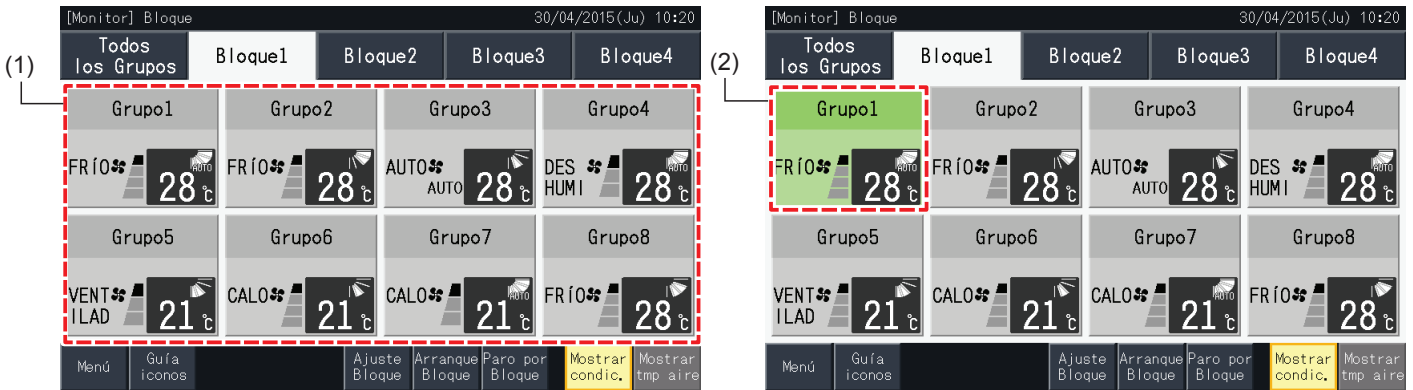 [Monitor] Bloque 30/04/2015(Ju) 10:20
Todos los Grupos Bloque1 Bloque2 Bloque3 Bloque4
(1)
Grupo1 Grupo2 Grupo3 Grupo4
FRÍO AUTO 28 °C FRÍO 28 °C AUTO AUTO 28 °C DES HUMI AUTO 28 °C
Grupo5 Grupo6 Grupo7 Grupo8
VENT ILAD 21 °C CALO 21 °C CALO AUTO 21 °C FRÍO 28 °C
Menú Guía iconos Ajuste Bloque Arranque Bloque Paro por Bloque Mostrar condic. Mostrar tmp aire
[Monitor] Bloque 30/04/2015(Ju) 10:20
Todos los Grupos Bloque1 Bloque2 Bloque3 Bloque4
(2)
Grupo1 Grupo2 Grupo3 Grupo4
FRÍO AUTO 28 °C FRÍO 28 °C AUTO AUTO 28 °C DES HUMI AUTO 28 °C
Grupo5 Grupo6 Grupo7 Grupo8
VENT ILAD 21 °C CALO 21 °C CALO AUTO 21 °C FRÍO 28 °C
Menú Guía iconos Ajuste Bloque Arranque Bloque Paro por Bloque Mostrar condic. Mostrar tmp aire